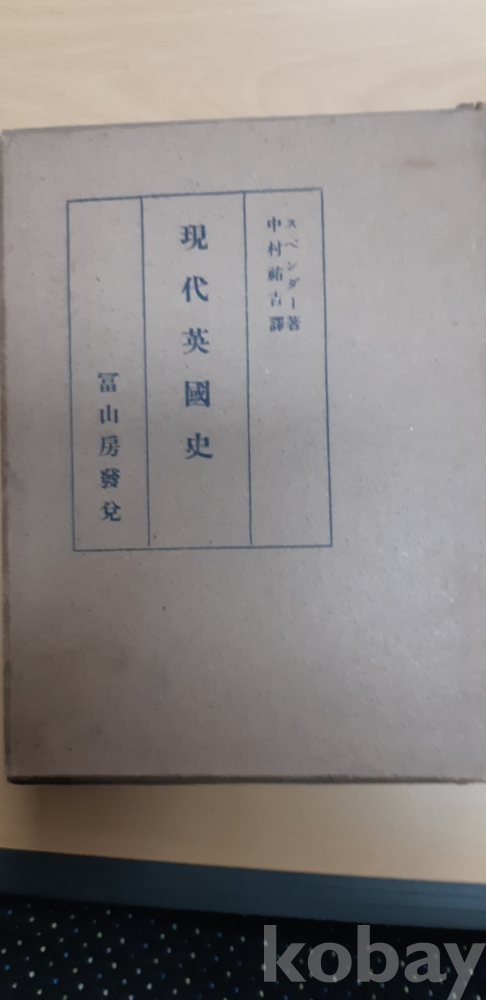 スペンダー著
中村祐吉譯
現代英國史
冨山房發兌
kobay